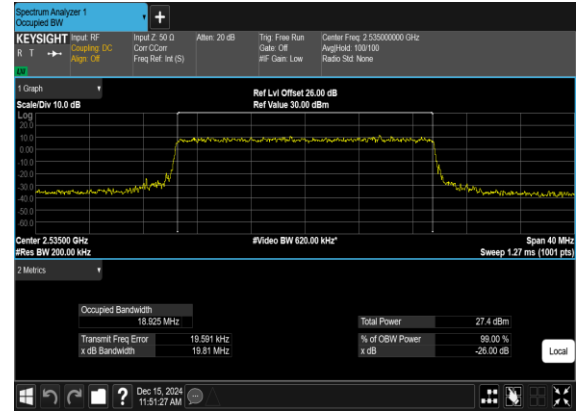 Spectrum Analyzer 1
Occupied BW
+
KEYSIGHT Input: RF Input Z: 50 Ω Atten: 20 dB Trig: Free Run Center Freq: 2.535000000 GHz
R T Coupling: DC Corr CCorr Gate: Off Avg|Hold: 100/100
Align: Off Freq Ref: Int (S) #IF Gain: Low Radio Std: None
LU
1 Graph Ref Lvl Offset 26.00 dB
Scale/Div 10.0 dB Ref Value 30.00 dBm
Log
20.0
10.0
0.00
-10.0
-20.0
-30.0
-40.0
-50.0
-60.0
Center 2.53500 GHz #Video BW 620.00 kHz* Span 40 MHz
#Res BW 200.00 kHz Sweep 1.27 ms (1001 pts)
2 Metrics
Occupied Bandwidth
18.925 MHz Total Power 27.4 dBm
Transmit Freq Error 19.591 kHz % of OBW Power 99.00 %
x dB Bandwidth 19.81 MHz x dB -26.00 dB
Local
? Dec 15, 2024
11:51:27 AM